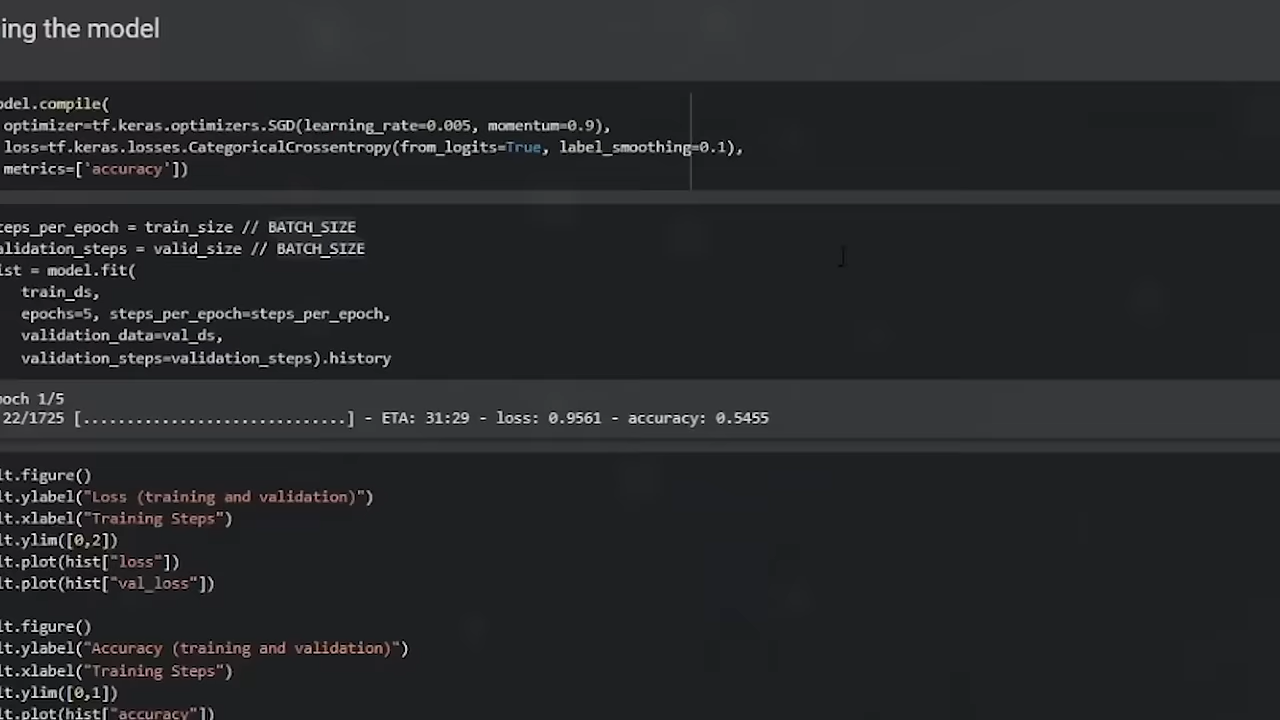 ing the model
odel.compile(
optimizer=tf.keras.optimizers.SGD(learning_rate=0.005, momentum=0.9),
loss=tf.keras.losses.CategoricalCrossentropy(from_logits=True, label_smoothing=0.1),
metrics=['accuracy'])
teps_per_epoch = train_size // BATCH_SIZE
alidation_steps = valid_size // BATCH_SIZE
ist = model.fit(
train_ds,
epochs=5, steps_per_epoch=steps_per_epoch,
validation_data=val_ds,
validation_steps=validation_steps).history
poch 1/5
22/1725 [..............................] - ETA: 31:29 - loss: 0.9561 - accuracy: 0.5455
lt.figure()
lt.ylabel("Loss (training and validation)")
lt.xlabel("Training Steps")
lt.ylim([0,2])
lt.plot(hist["loss"])
lt.plot(hist["val_loss"])
lt.figure()
lt.ylabel("Accuracy (training and validation)")
lt.xlabel("Training Steps")
lt.ylim([0,1])
lt.plot(hist["accuracy"])